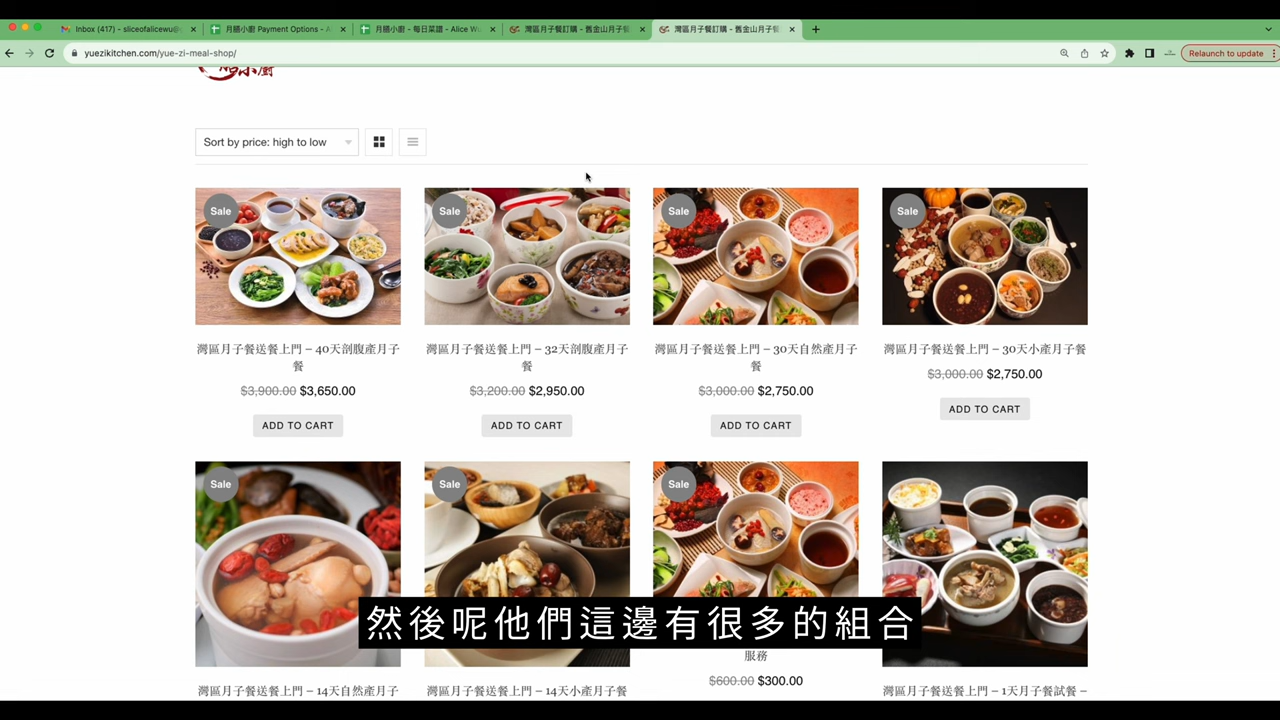 Inbox (417) - sliceofalicewu@
月膳小廚 Payment Options - A
月膳小廚 - 每日菜譜 - Alice Wu
灣區月子餐訂購 - 舊金山月子餐
灣區月子餐訂購 - 舊金山月子餐
yuezikitchen.com/yue-zi-meal-shop/
Relaunch to update
小廚
Sort by price: high to low
Sale
Sale
Sale
Sale
灣區月子餐送餐上門 – 40天剖腹產月子
餐
$3,900.00 $3,650.00
ADD TO CART
灣區月子餐送餐上門 – 32天剖腹產月子
餐
$3,200.00 $2,950.00
ADD TO CART
灣區月子餐送餐上門 – 30天自然產月子
餐
$3,000.00 $2,750.00
ADD TO CART
灣區月子餐送餐上門 – 30天小產月子餐
$3,000.00 $2,750.00
ADD TO CART
Sale
Sale
Sale
然後呢他們這邊有很多的組合
服務
$600.00 $300.00
灣區月子餐送餐上門 – 14天自然產月子
灣區月子餐送餐上門 – 14天小產月子餐
灣區月子餐送餐上門 – 1天月子餐試餐 –